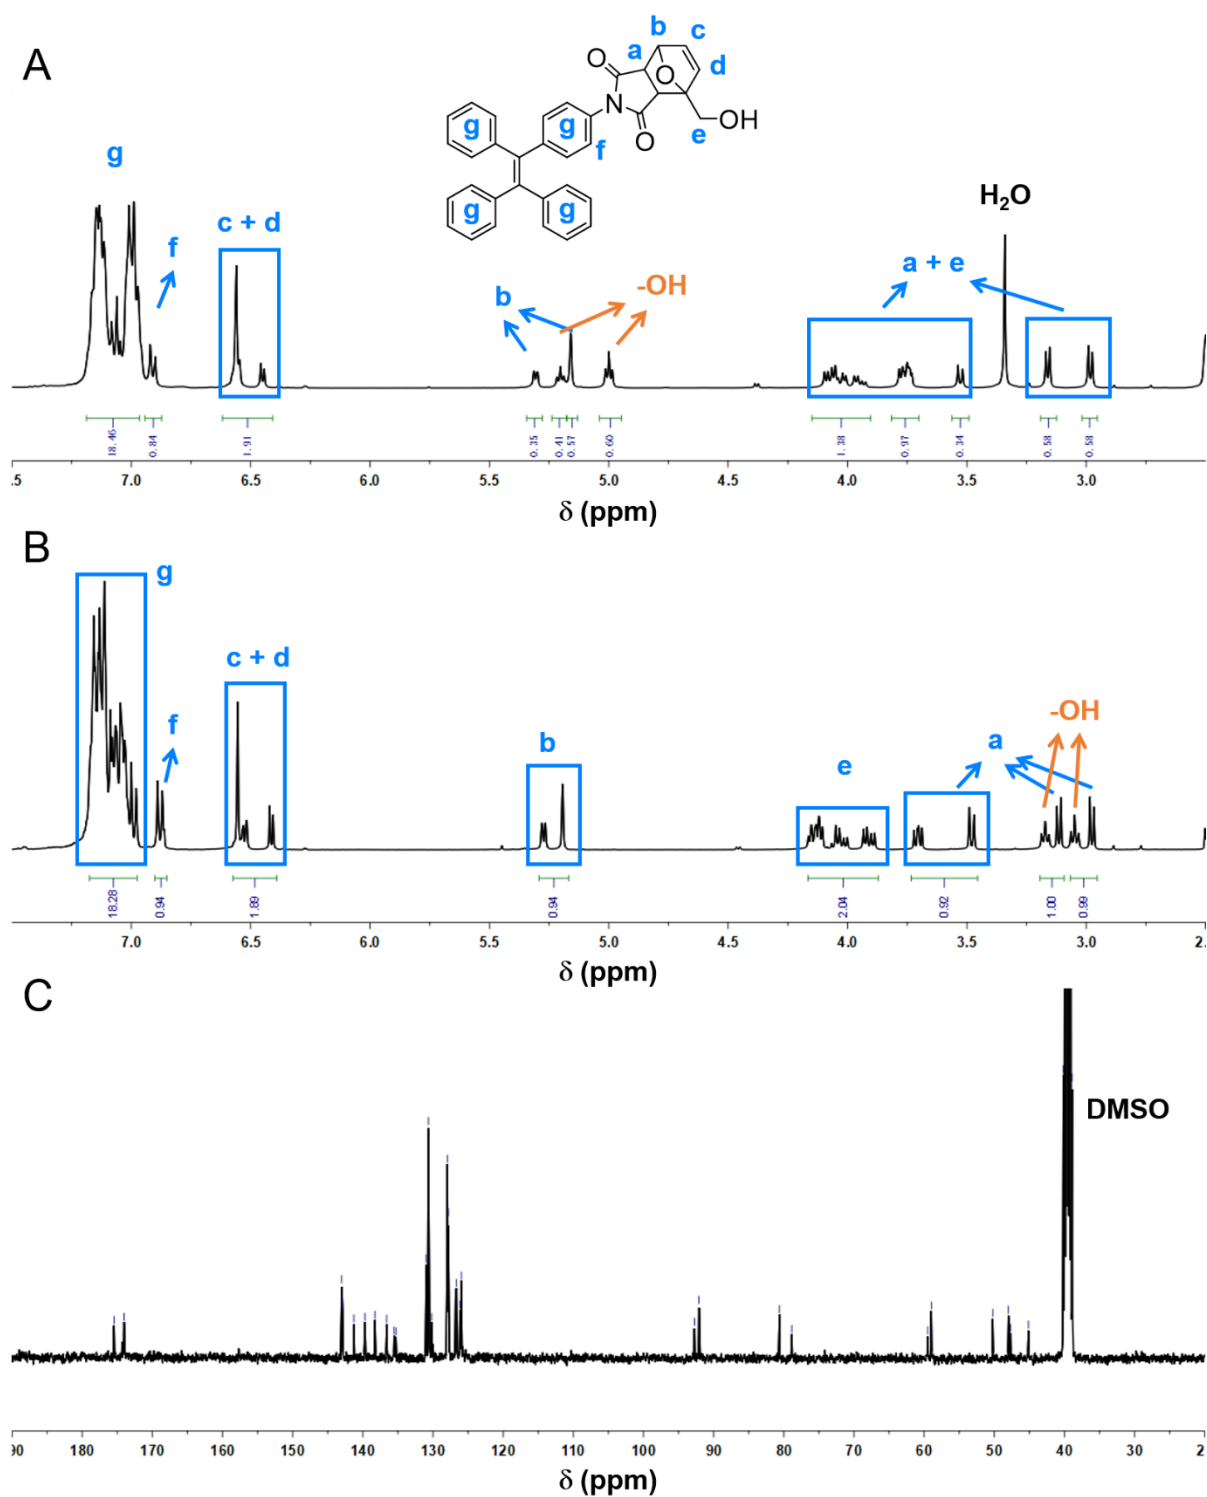 A
b
c
a
d
O
O
N
OH
O
e
g
g
f
g
g
g
f
c + d
b
-OH
H₂O
a + e
18.46
0.84
1.91
0.35
0.41
0.57
0.60
1.38
0.97
0.34
0.58
0.58
.5
7.0
6.5
6.0
5.5
5.0
4.5
4.0
3.5
3.0
δ (ppm)
B
g
f
c + d
b
e
a
-OH
18.28
0.94
1.89
0.94
2.04
0.92
1.00
0.99
7.0
6.5
6.0
5.5
5.0
4.5
4.0
3.5
3.0
2.
δ (ppm)
C
DMSO
90
180
170
160
150
140
130
120
110
100
90
80
70
60
50
40
30
2
δ (ppm)